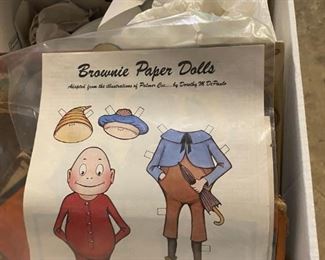 Brownie Paper Dolls
Adapted from the illustrations of Palmer Cox.... by Dorothy M DePaulo